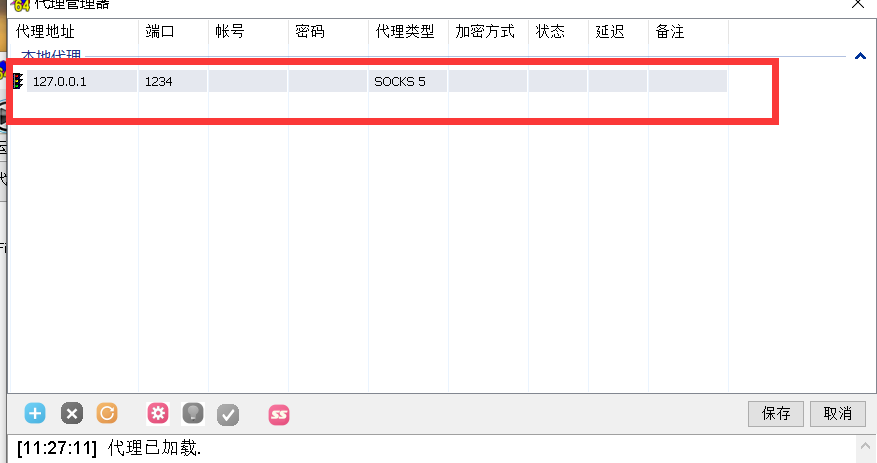 代理管理器
代理地址 端口 帐号 密码 代理类型 加密方式 状态 延迟 备注
本地代理
127.0.0.1 1234 SOCKS 5
ss
保存 取消
[11:27:11] 代理已加载.